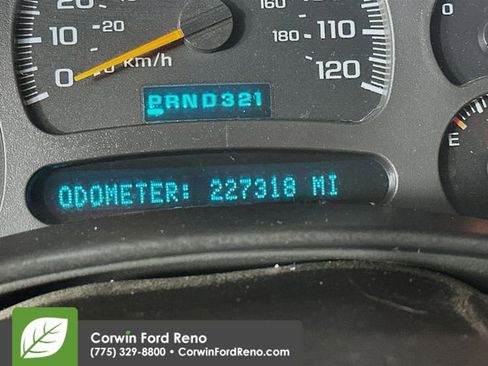 160
180
120
20
20
10
0
km/h
PRND321
0
E
ODOMETER: 227318 MI
Corwin Ford Reno
(775) 329-8800 • CorwinFordReno.com